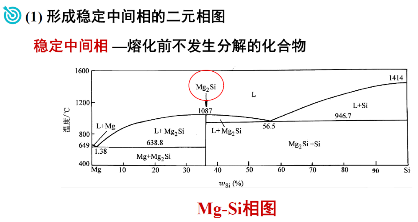 (1) 形成稳定中间相的二元相图
稳定中间相 —熔化前不发生分解的化合物
1600
1200
800
649
400
温度/℃
Mg₂Si
1087
L
1414
L+Si
946.7
L+Mg
L+Mg₂Si
L+Mg₂Si
56.5
638.8
1.38
Mg+Mg₂Si
Mg₂Si+Si
Mg 10 20 30 40 50 60 70 80 90 Si
wSi (%)
Mg-Si相图